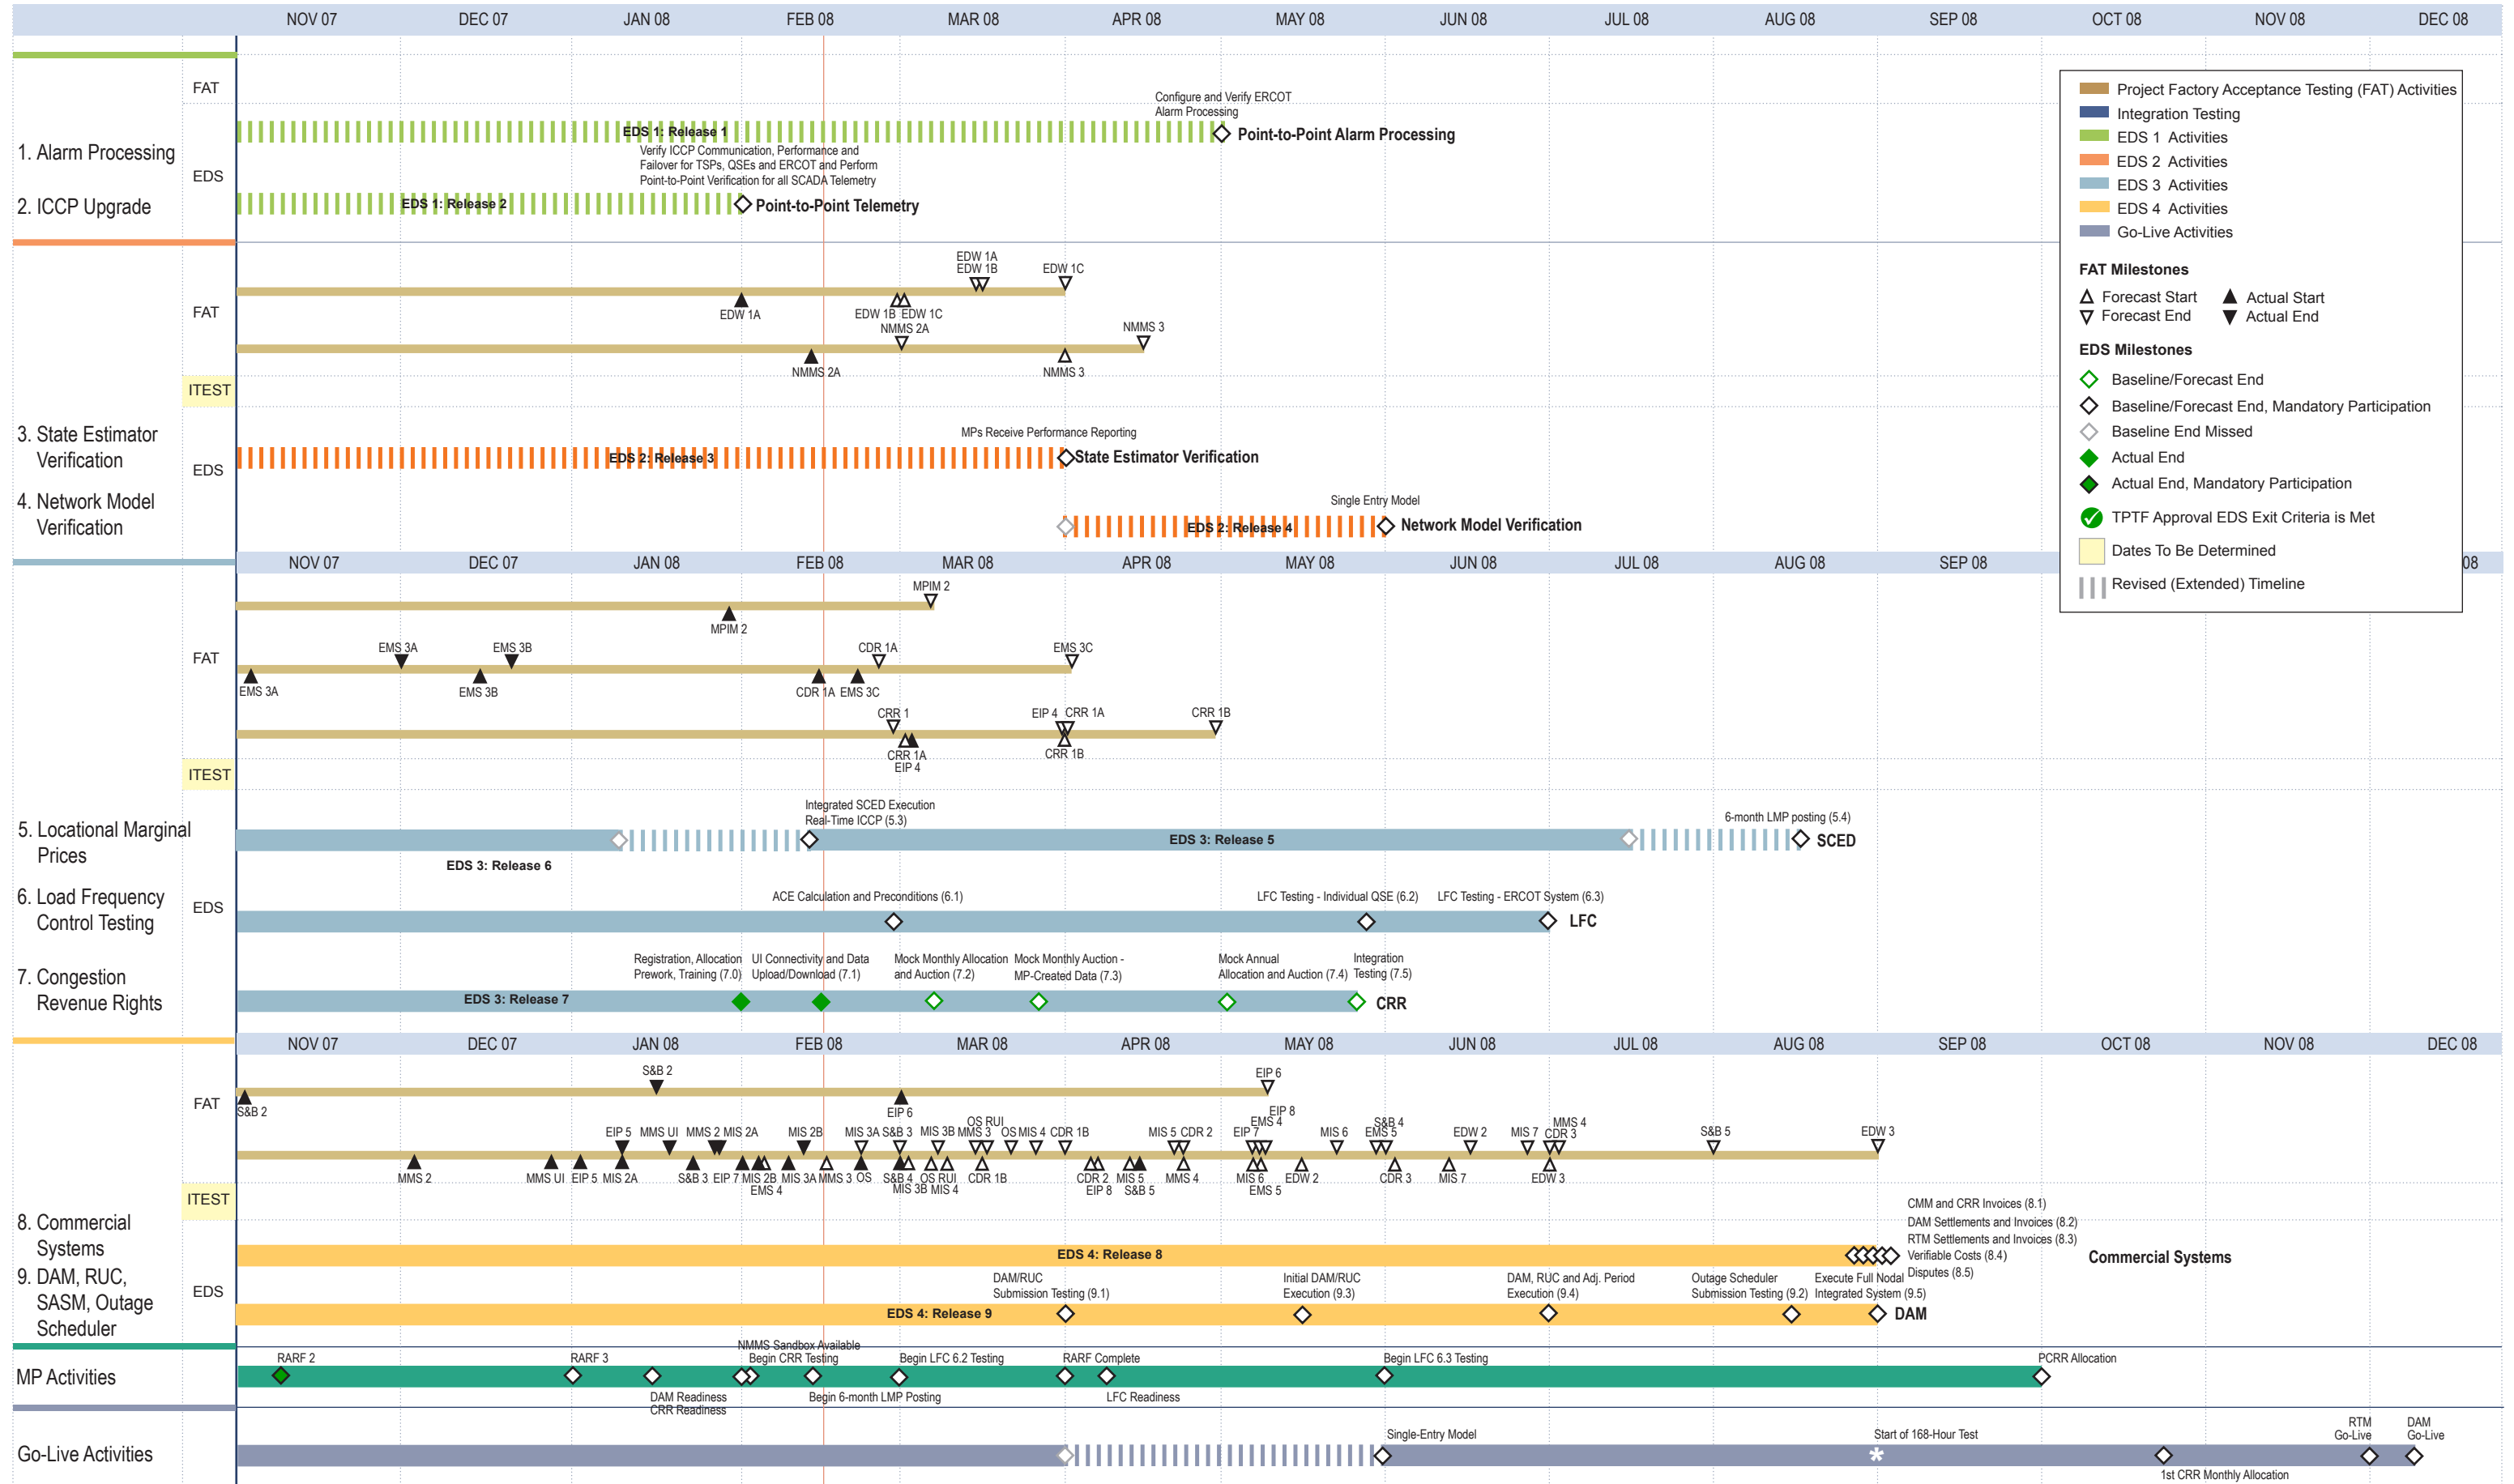 NOV 07 DEC 07 JAN 08 FEB 08 MAR 08 APR 08 MAY 08 JUN 08 JUL 08 AUG 08 SEP 08 OCT 08 NOV 08 DEC 08
Project Factory Acceptance Testing (FAT) Activities
Integration Testing
EDS 1 Activities
EDS 2 Activities
EDS 3 Activities
EDS 4 Activities
Go-Live Activities
FAT Milestones
Forecast Start Actual Start
Forecast End Actual End
EDS Milestones
Baseline/Forecast End
Baseline/Forecast End, Mandatory Participation
Baseline End Missed
Actual End
Actual End, Mandatory Participation
TPTF Approval EDS Exit Criteria is Met
Dates To Be Determined
Revised (Extended) Timeline
FAT
1. Alarm Processing
EDS
2. ICCP Upgrade
Configure and Verify ERCOT
Alarm Processing
EDS 1: Release 1
Point-to-Point Alarm Processing
Verify ICCP Communication, Performance and
Failover for TSPs, QSEs and ERCOT and Perform
Point-to-Point Verification for all SCADA Telemetry
EDS 1: Release 2
Point-to-Point Telemetry
FAT
EDW 1A
EDW 1B EDW 1C
EDW 1A EDW 1B EDW 1C
NMMS 2A NMMS 3
NMMS 2A NMMS 3
ITEST
3. State Estimator
Verification
EDS
4. Network Model
Verification
MPs Receive Performance Reporting
EDS 2: Release 3
State Estimator Verification
Single Entry Model
EDS 2: Release 4
Network Model Verification
NOV 07 DEC 07 JAN 08 FEB 08 MAR 08 APR 08 MAY 08 JUN 08 JUL 08 AUG 08 SEP 08 08
FAT
MPIM 2
MPIM 2
EMS 3A EMS 3B CDR 1A EMS 3C
EMS 3A EMS 3B CDR 1A EMS 3C
CRR 1 EIP 4 CRR 1A CRR 1B
CRR 1A CRR 1B
EIP 4
ITEST
5. Locational Marginal
Prices
6. Load Frequency
Control Testing
EDS
7. Congestion
Revenue Rights
Integrated SCED Execution
Real-Time ICCP (5.3)
6-month LMP posting (5.4)
EDS 3: Release 5
SCED
EDS 3: Release 6
ACE Calculation and Preconditions (6.1) LFC Testing - Individual QSE (6.2) LFC Testing - ERCOT System (6.3)
LFC
Registration, Allocation
Prework, Training (7.0)
UI Connectivity and Data
Upload/Download (7.1)
Mock Monthly Allocation
and Auction (7.2)
Mock Monthly Auction -
MP-Created Data (7.3)
Mock Annual
Allocation and Auction (7.4)
Integration
Testing (7.5)
EDS 3: Release 7
CRR
NOV 07 DEC 07 JAN 08 FEB 08 MAR 08 APR 08 MAY 08 JUN 08 JUL 08 AUG 08 SEP 08 OCT 08 NOV 08 DEC 08
FAT
S&B 2 EIP 6
S&B 2 EIP 6
EIP 8
OS RUI EMS 4 S&B 4 MMS 4
EIP 5 MMS UI MMS 2 MIS 2A MIS 2B MIS 3A S&B 3 MIS 3B MMS 3 OS MIS 4 CDR 1B MIS 5 CDR 2 EIP 7 MIS 6 EMS 5 EDW 2 MIS 7 CDR 3 S&B 5 EDW 3
MMS 2 MMS UI EIP 5 MIS 2A S&B 3 EIP 7 MIS 2B MIS 3A MMS 3 OS S&B 4 OS RUI CDR 1B CDR 2 MIS 5 MMS 4 MIS 6 EDW 2 CDR 3 MIS 7 EDW 3
EMS 4 MIS 3B MIS 4 EIP 8 S&B 5 EMS 5
ITEST
8. Commercial
Systems
9. DAM, RUC,
SASM, Outage
Scheduler
EDS
EDS 4: Release 8
CMM and CRR Invoices (8.1)
DAM Settlements and Invoices (8.2)
RTM Settlements and Invoices (8.3)
Verifiable Costs (8.4)
Disputes (8.5)
Commercial Systems
DAM/RUC
Submission Testing (9.1)
Initial DAM/RUC
Execution (9.3)
DAM, RUC and Adj. Period
Execution (9.4)
Outage Scheduler
Submission Testing (9.2)
Execute Full Nodal
Integrated System (9.5)
EDS 4: Release 9
DAM
MP Activities
NMMS Sandbox Available
RARF 2 RARF 3 Begin CRR Testing Begin LFC 6.2 Testing RARF Complete Begin LFC 6.3 Testing PCRR Allocation
DAM Readiness Begin 6-month LMP Posting LFC Readiness
CRR Readiness
Go-Live Activities
Single-Entry Model
Start of 168-Hour Test
*
RTM
Go-Live
DAM
Go-Live
1st CRR Monthly Allocation